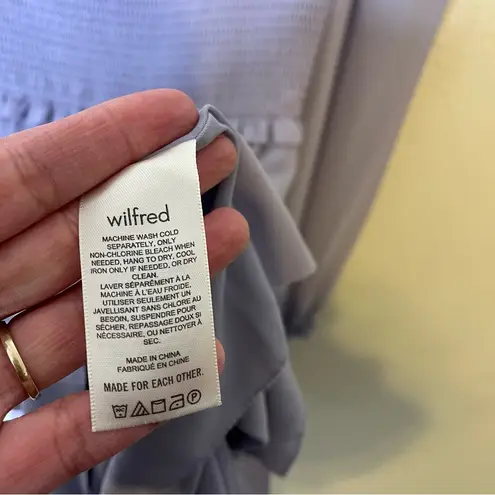 wilfred
MACHINE WASH COLD
SEPARATELY, ONLY
NON-CHLORINE BLEACH WHEN
NEEDED, HANG TO DRY, COOL
IRON ONLY IF NEEDED, OR DRY
CLEAN.
LAVER SÉPARÉMENT À LA
MACHINE À L'EAU FROIDE.
UTILISER SEULEMENT UN
JAVELLISANT SANS CHLORE AU
BESOIN, SUSPENDRE POUR
SÉCHER, REPASSAGE DOUX SI
NÉCESSAIRE, OU NETTOYER À
SEC.
MADE IN CHINA
FABRIQUÉ EN CHINE
MADE FOR EACH OTHER.
P